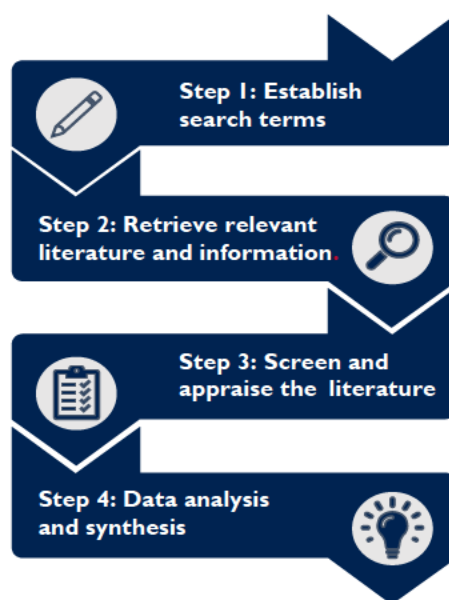 Step 1: Establish
search terms
Step 2: Retrieve relevant
literature and information.
Step 3: Screen and
appraise the literature
Step 4: Data analysis
and synthesis